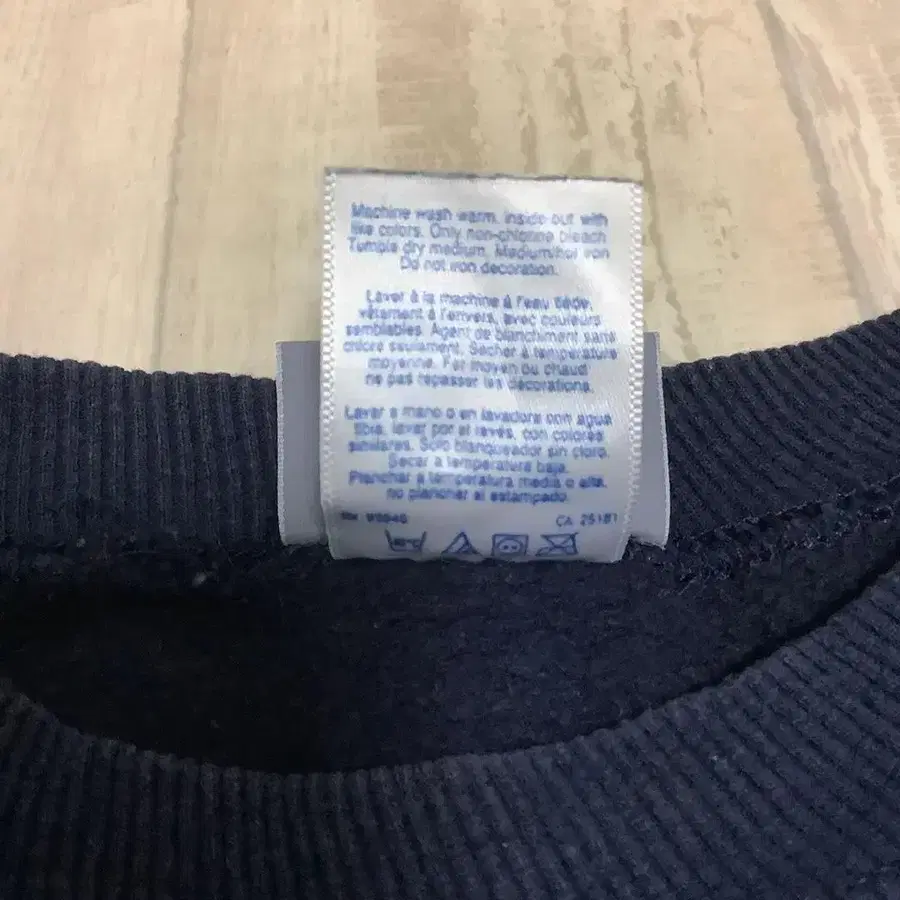 Machine wash warm, inside out with
like colors. Only non-chlorine bleach
Tumble dry medium. Medium/hot iron
Do not iron decoration.
Laver à la machine à l'eau tiède,
vêtement à l'envers, avec couleurs
semblables. Agent de blanchiment sans
chlore seulement. Sécher à température
moyenne. Fer moyen ou chaud
ne pas repasser les décorations.
Lavar a mano o en lavadora con agua
tibia, lavar por el revés, con colores
similares. Solo blanqueador sin cloro.
Secar a temperatura baja.
Planchar a temperatura media o alta,
no planchar el estampado.
CA 25181